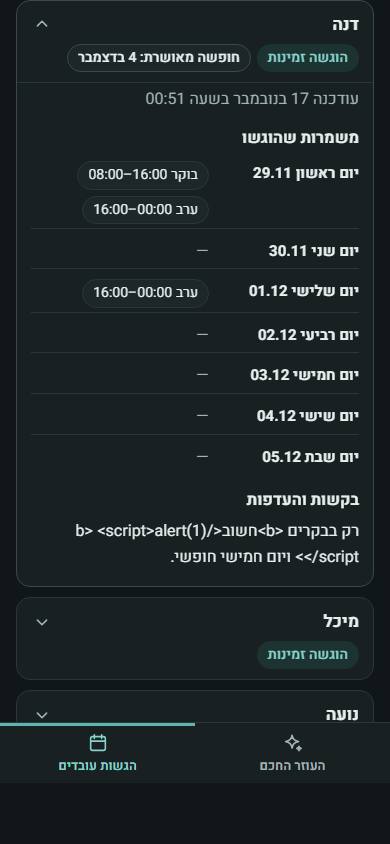 דנה
הוגשה זמינות
חופשה מאושרת: 4 בדצמבר
עודכנה 17 בנובמבר בשעה 00:51
משמרות שהוגשו
יום ראשון 29.11
בוקר 08:00–16:00
ערב 16:00–00:00
יום שני 30.11
—
יום שלישי 01.12
ערב 16:00–00:00
יום רביעי 02.12
—
יום חמישי 03.12
—
יום שישי 04.12
—
יום שבת 05.12
—
בקשות והעדפות
רק בבקרים <b>חשוב</b> <script>alert(1)
</script> ויום חמישי חופשי.
מיכל
הוגשה זמינות
נועה
העוזר החכם
הגשות עובדים